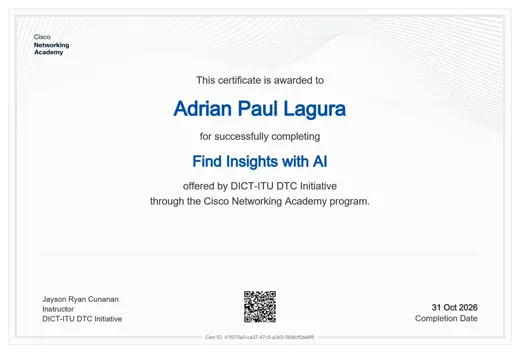 Cisco
Networking
Academy
This certificate is awarded to
Adrian Paul Lagura
for successfully completing
Find Insights with AI
offered by DICT-ITU DTC Initiative
through the Cisco Networking Academy program.
Jayson Ryan Cunanan
Instructor
DICT-ITU DTC Initiative
31 Oct 2026
Completion Date
Cert ID: